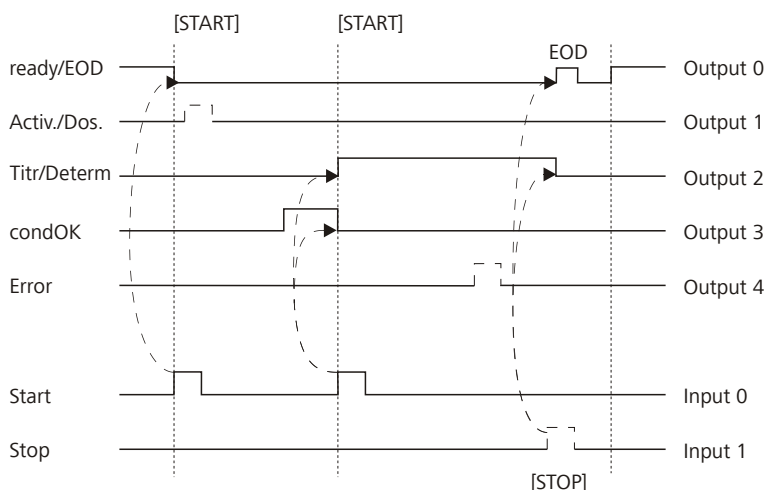 [START] [START]
EOD
ready/EOD Output 0
Activ./Dos. Output 1
Titr/Determ Output 2
condOK Output 3
Error Output 4
Start Input 0
Stop Input 1
[STOP]